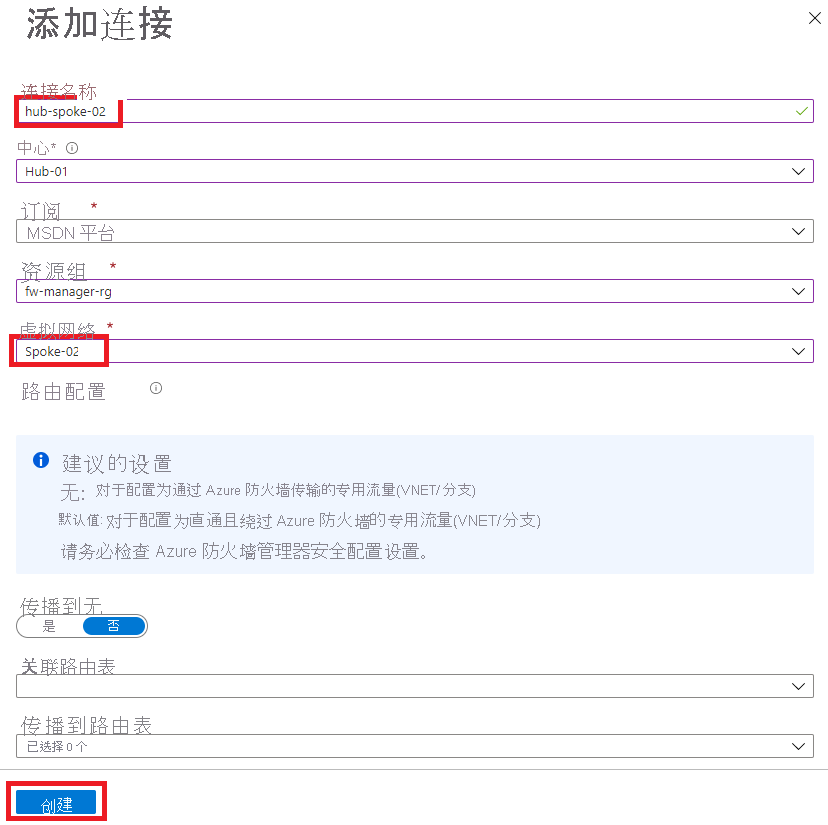 添加连接
连接名称
hub-spoke-02
中心*
Hub-01
订阅 *
MSDN 平台
资源组 *
fw-manager-rg
虚拟网络 *
Spoke-02
路由配置
建议的设置
无: 对于配置为通过 Azure 防火墙传输的专用流量(VNET/分支)
默认值: 对于配置为直通且绕过 Azure 防火墙的专用流量(VNET/分支)
请务必检查 Azure 防火墙管理器安全配置设置。
传播到无
是 否
关联路由表
传播到路由表
已选择 0 个
创建